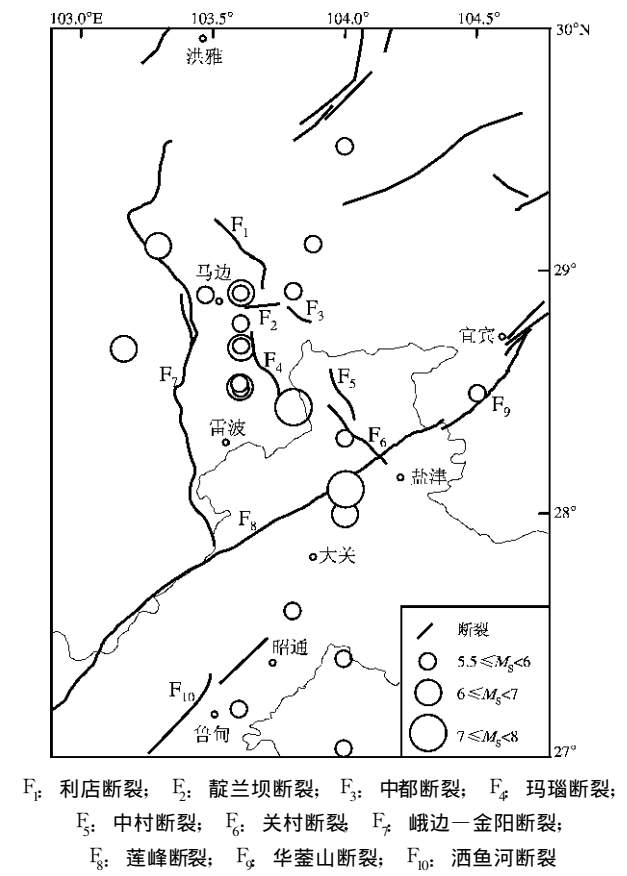 103.0°E 103.5° 104.0° 104.5°
30°N
洪雅
F1
马边
29°
F2
F3
宜宾
F7
F4
F5
F9
雷波
F6
盐津
F8
28°
大关
断裂
昭通
5.5≤Ms<6
F10
6≤Ms<7
鲁甸
7≤Ms<8
27°
F1: 利店断裂; F2: 靛兰坝断裂; F3: 中都断裂; F4: 玛瑙断裂;
F5: 中村断裂; F6: 关村断裂; F7: 峨边—金阳断裂;
F8: 莲峰断裂; F9: 华蓥山断裂; F10: 洒鱼河断裂